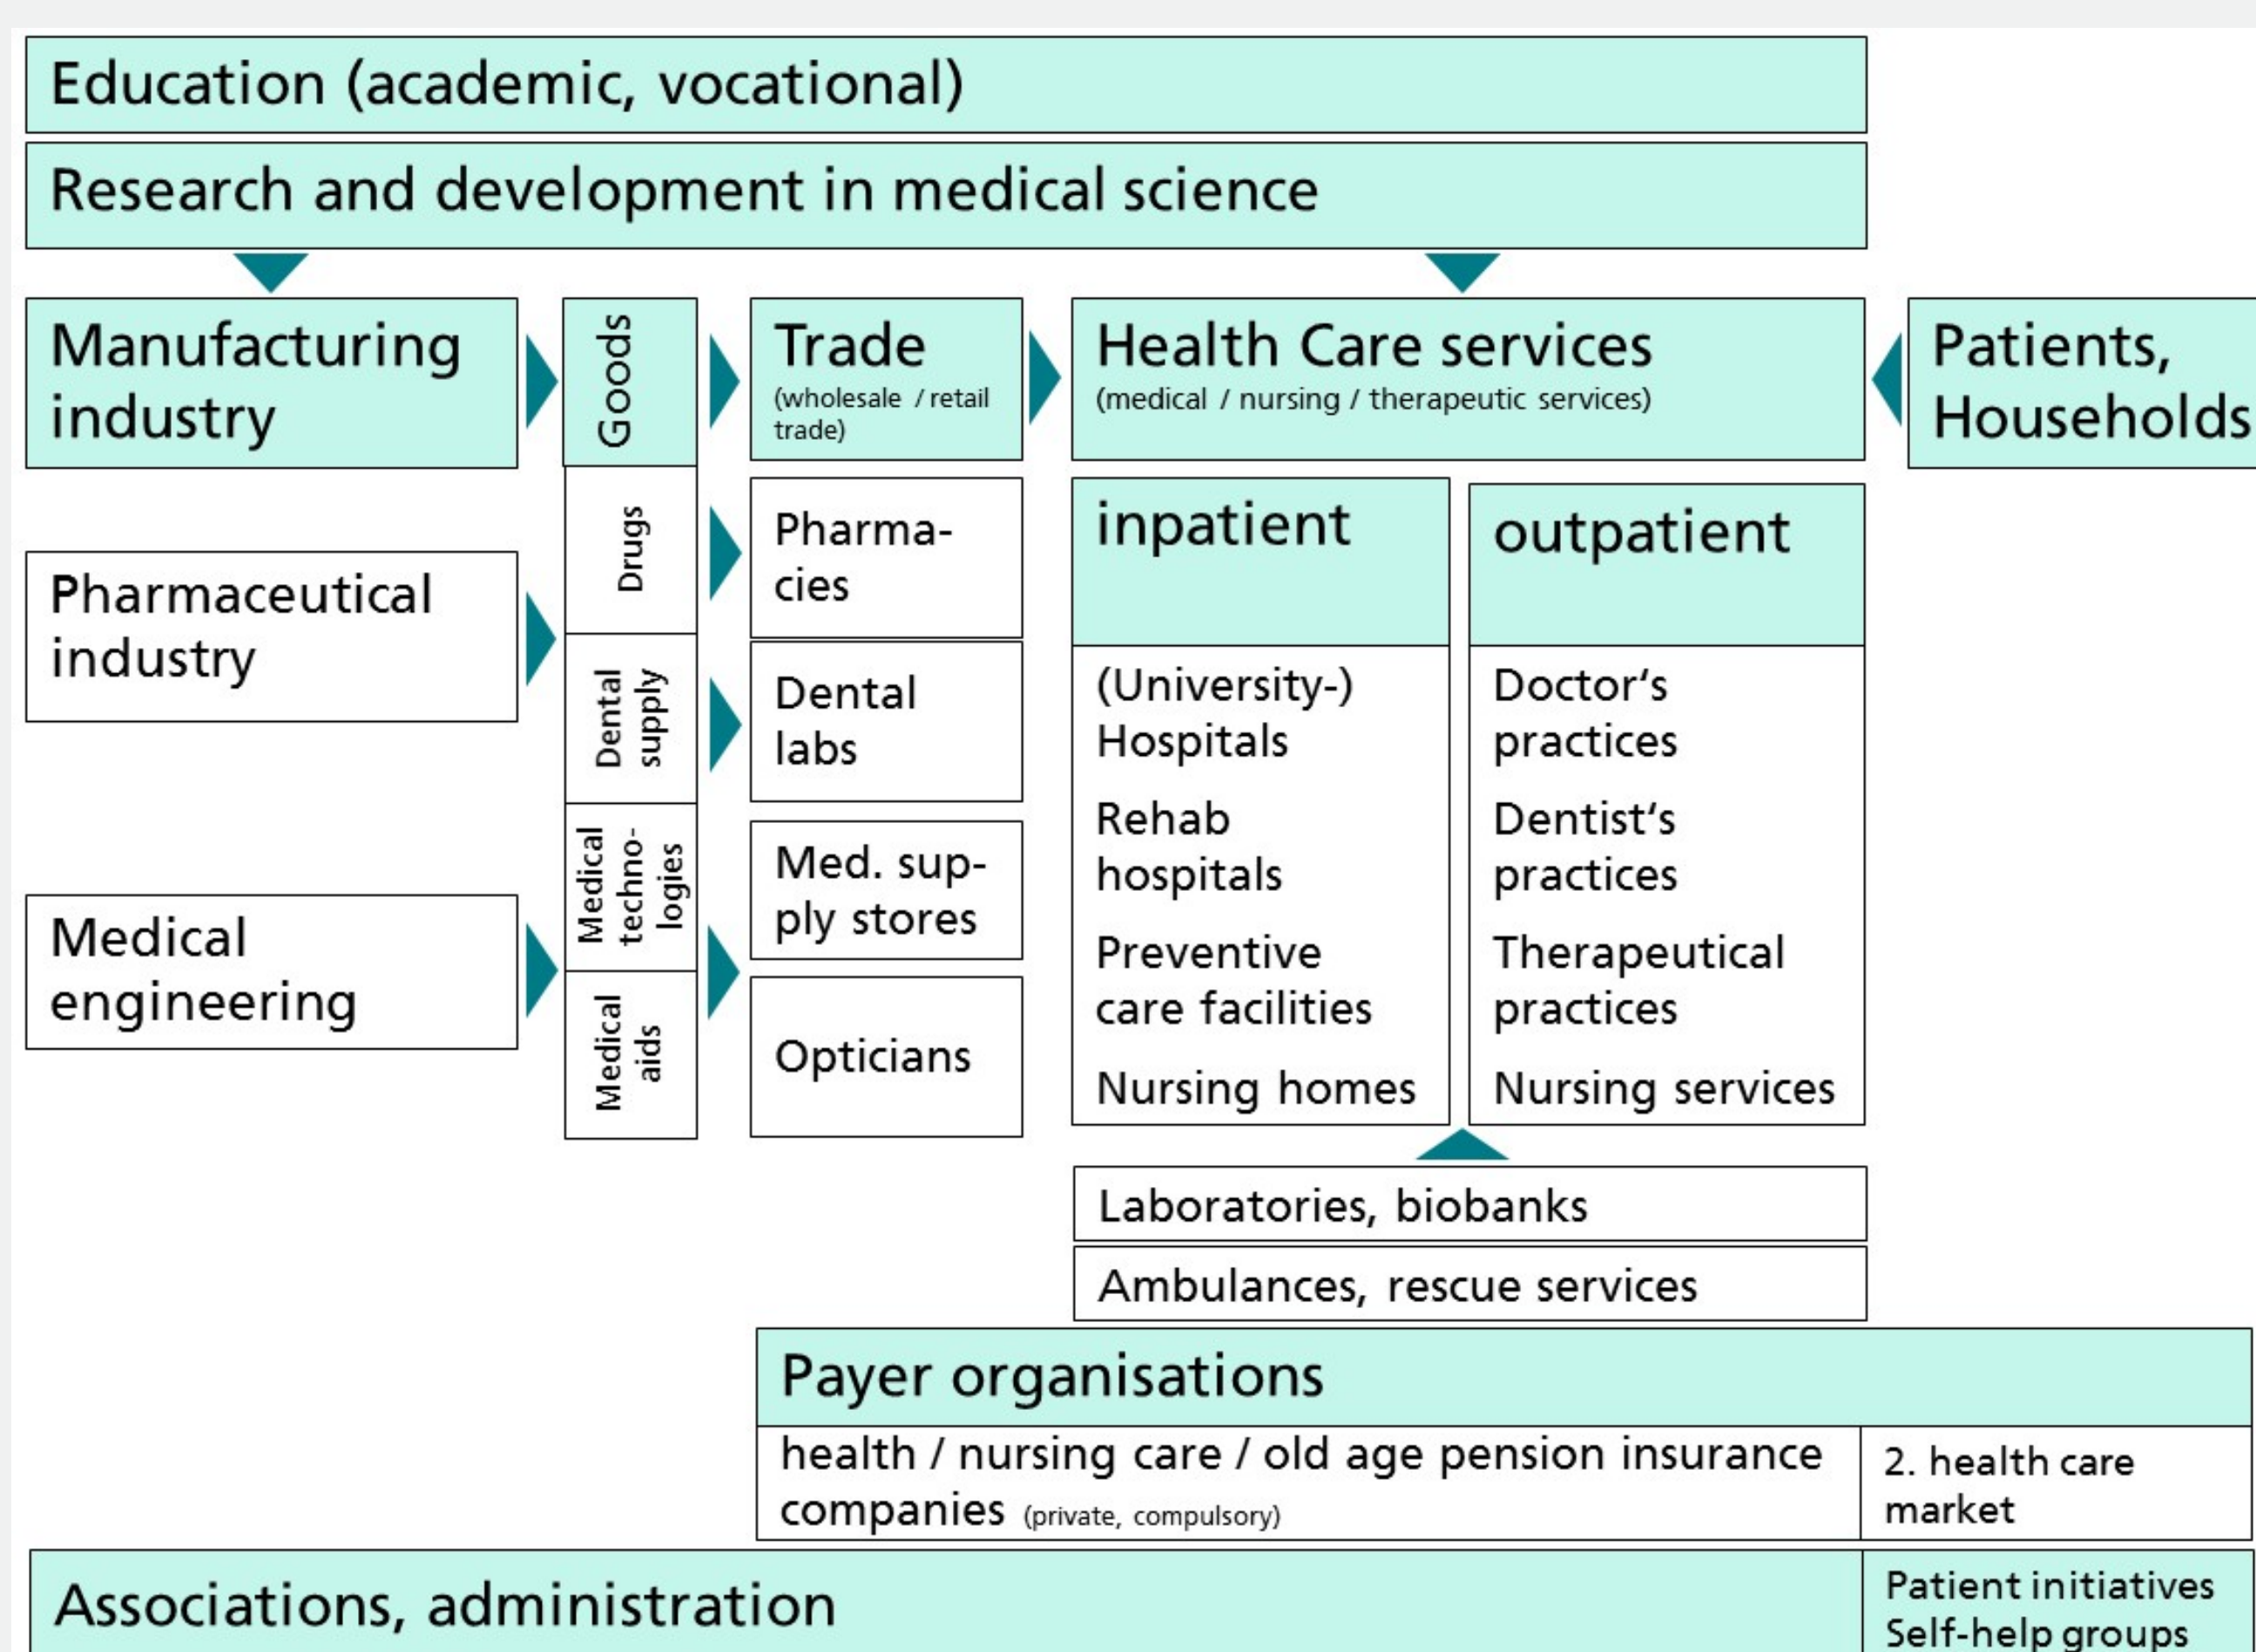 Education (academic, vocational)
Research and development in medical science
Manufacturing
industry
Goods
Trade
(wholesale / retail
trade)
Health Care services
(medical / nursing / therapeutic services)
Patients,
Households
Pharmaceutical
industry
Medical
engineering
Drugs
Dental
supply
Medical
techno-
logies
Medical
aids
Pharma-
cies
Dental
labs
Med. sup-
ply stores
Opticians
inpatient
(University-)
Hospitals
Rehab
hospitals
Preventive
care facilities
Nursing homes
outpatient
Doctor‘s
practices
Dentist‘s
practices
Therapeutical
practices
Nursing services
Laboratories, biobanks
Ambulances, rescue services
Payer organisations
health / nursing care / old age pension insurance
companies (private, compulsory)
2. health care
market
Associations, administration
Patient initiatives
Self-help groups